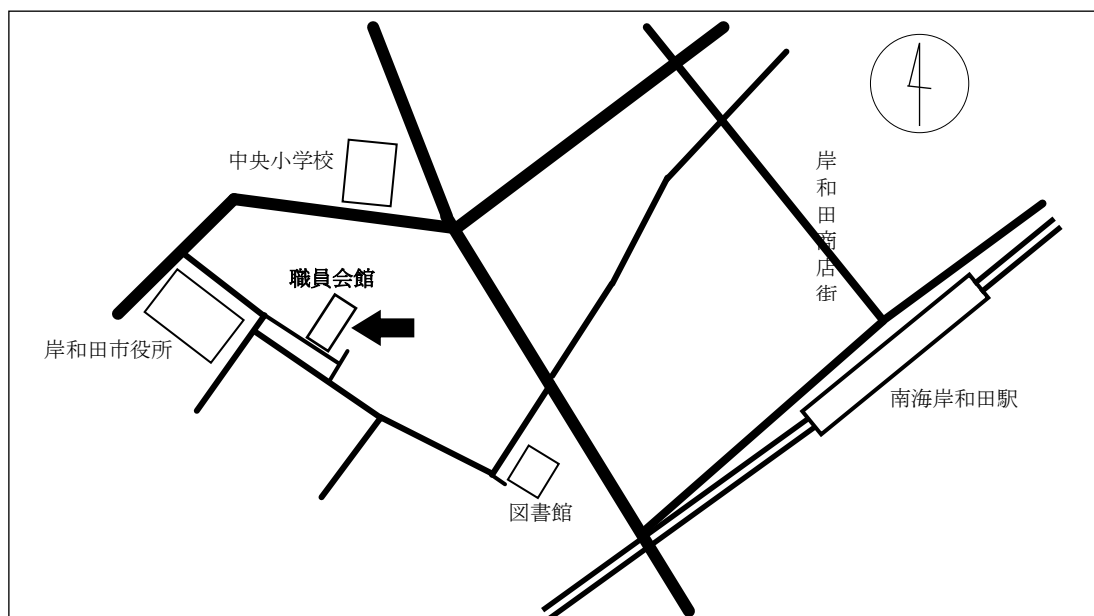 中央小学校
岸和田商店街
職員会館
岸和田市役所
南海岸和田駅
図書館